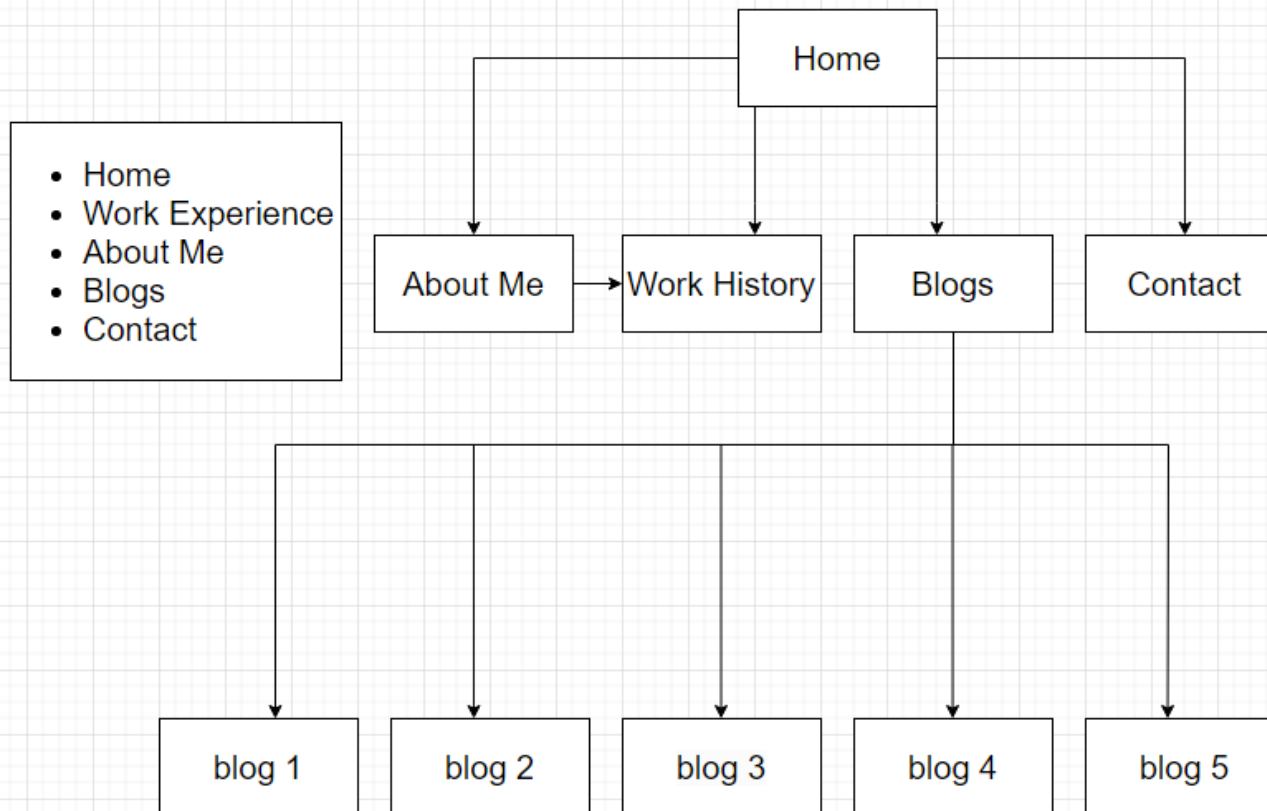 Home
• Home
• Work Experience
• About Me
• Blogs
• Contact
About Me
Work History
Blogs
Contact
blog 1
blog 2
blog 3
blog 4
blog 5